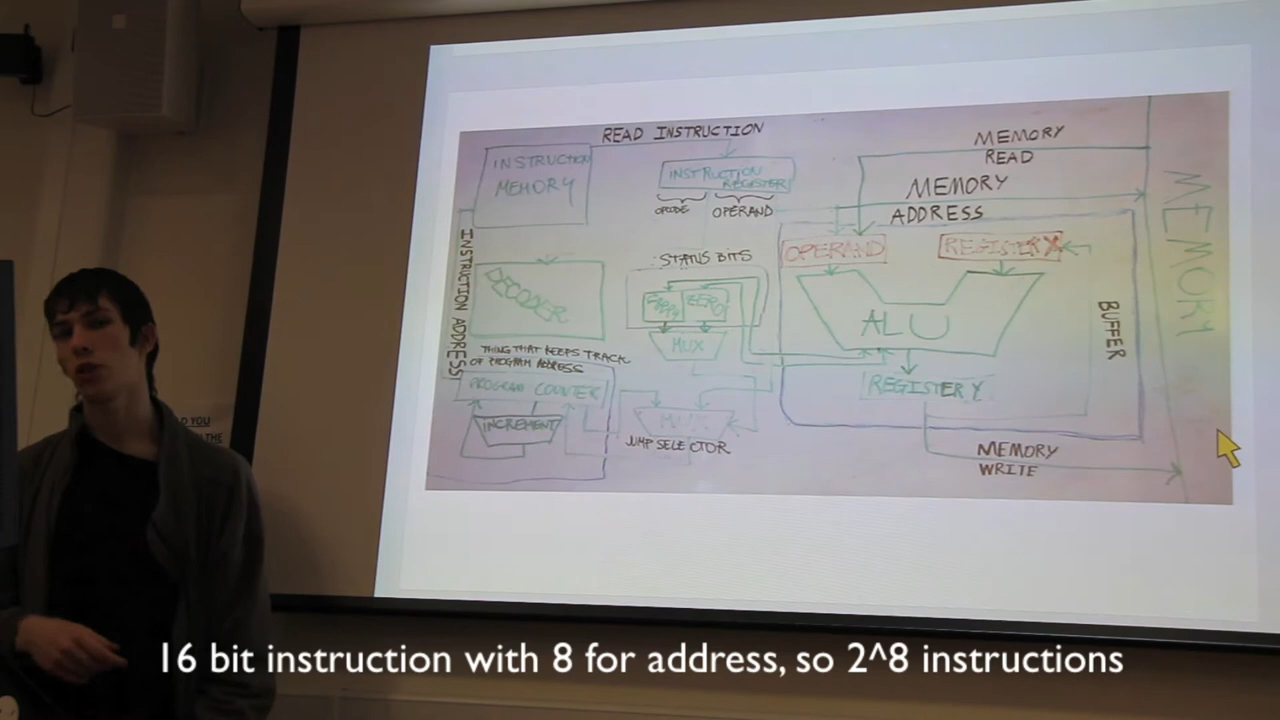 READ INSTRUCTION
INSTRUCTION
MEMORY
INSTRUCTION
REGISTER
OPCODE
OPERAND
MEMORY
READ
MEMORY
ADDRESS
MEMORY
INSTRUCTION ADDRESS
DECODER
STATUS BITS
MUX
OPERAND
REGISTER X
ALU
REGISTER Y
BUFFER
THING THAT KEEPS TRACK
OF PROGRAM ADDRESS
PROGRAM COUNTER
INCREMENT
MUX
JUMP SELECTOR
MEMORY
WRITE
D YOU
THE
16 bit instruction with 8 for address, so 2^8 instructions